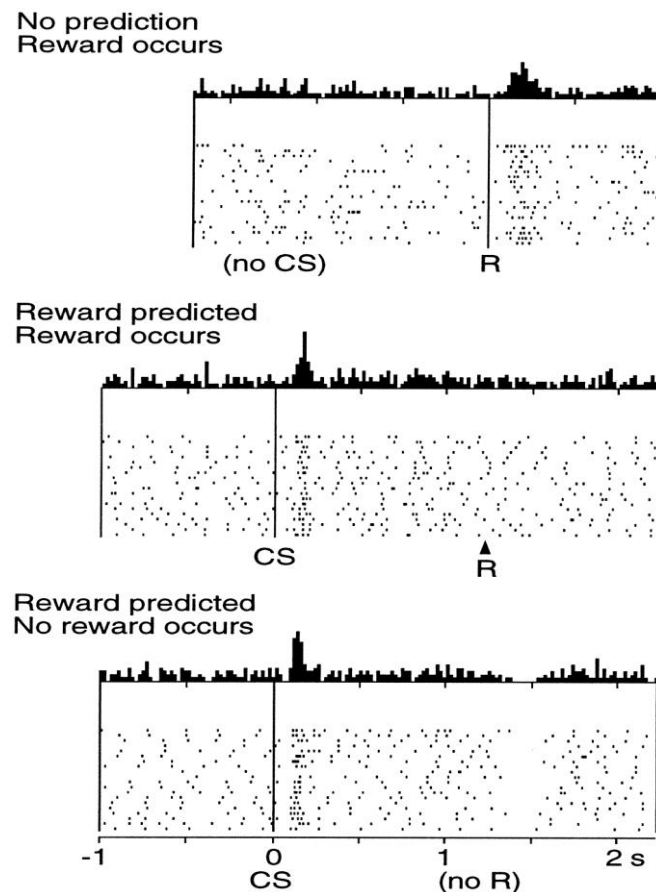 No prediction
Reward occurs
(no CS)
R
Reward predicted
Reward occurs
CS
R
Reward predicted
No reward occurs
-1
0
1
2 s
CS
(no R)